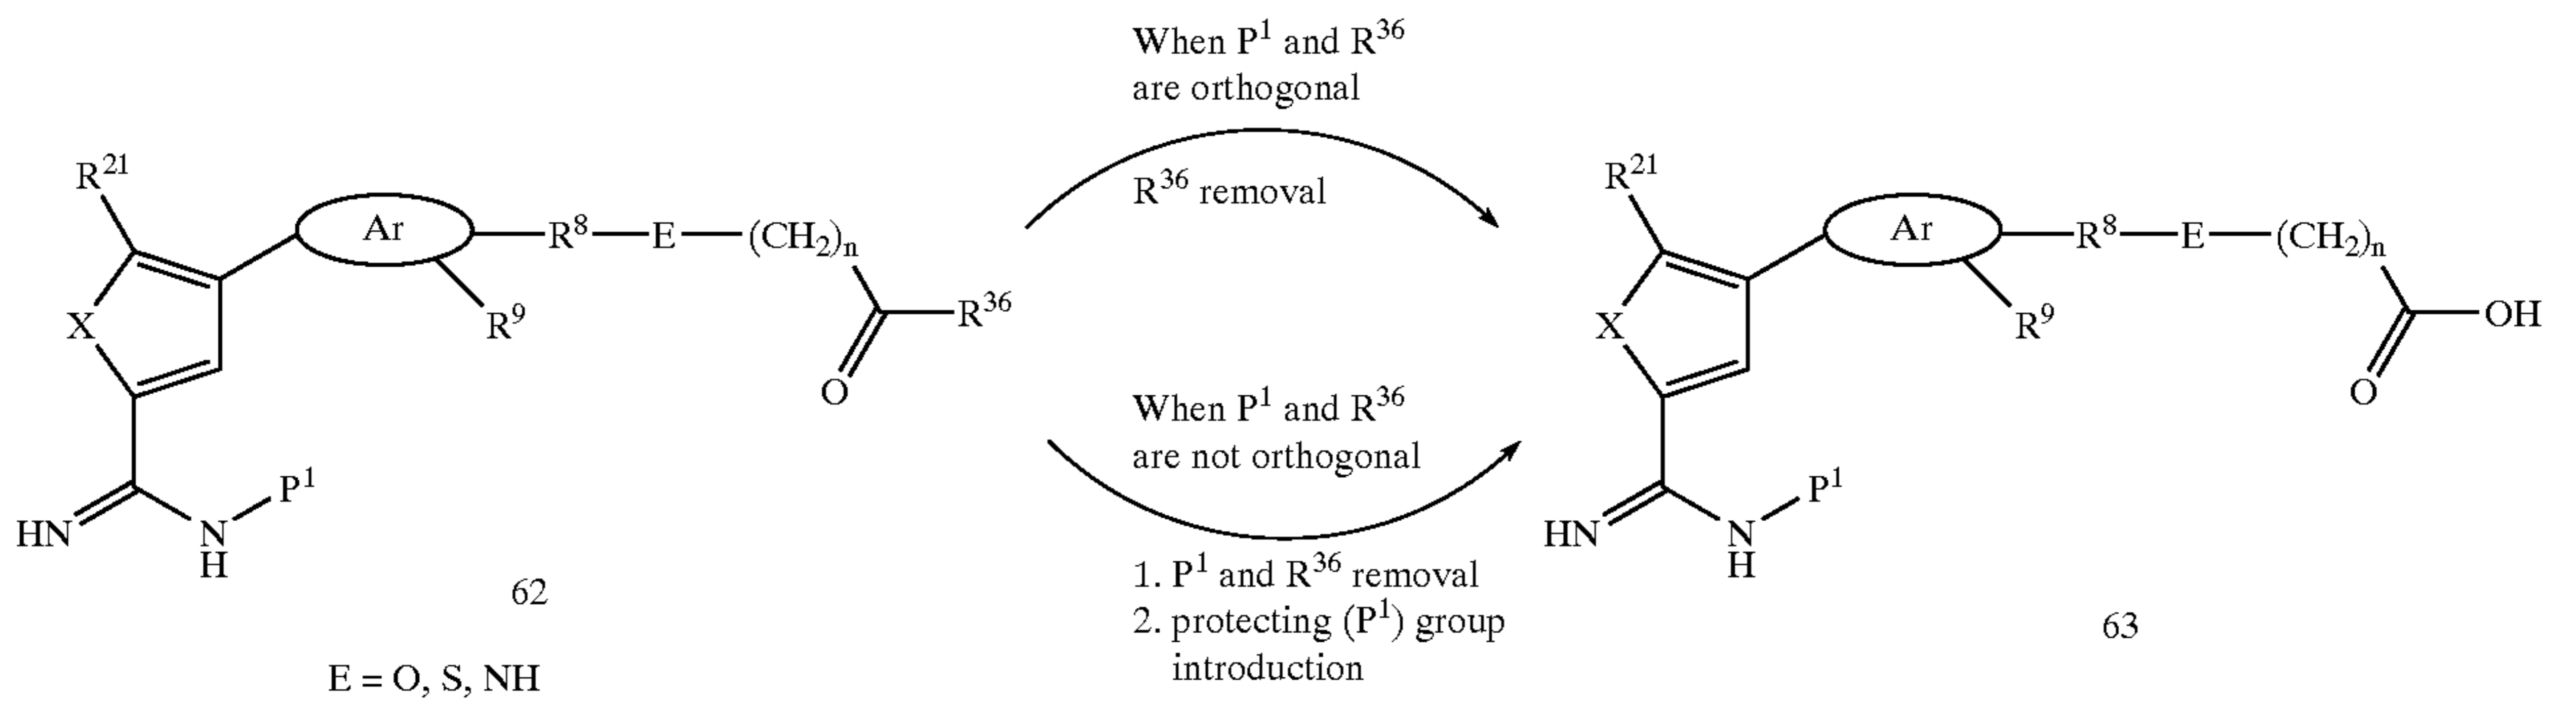 When P¹ and R³⁶
are orthogonal
R³⁶ removal
R²¹
Ar
R⁸
E
(CH₂)ₙ
R³⁶
R⁹
X
O
P¹
HN
N
H
62
E = O, S, NH
When P¹ and R³⁶
are not orthogonal
1. P¹ and R³⁶ removal
2. protecting (P¹) group
introduction
R²¹
Ar
R⁸
E
(CH₂)ₙ
OH
R⁹
X
O
P¹
HN
N
H
63